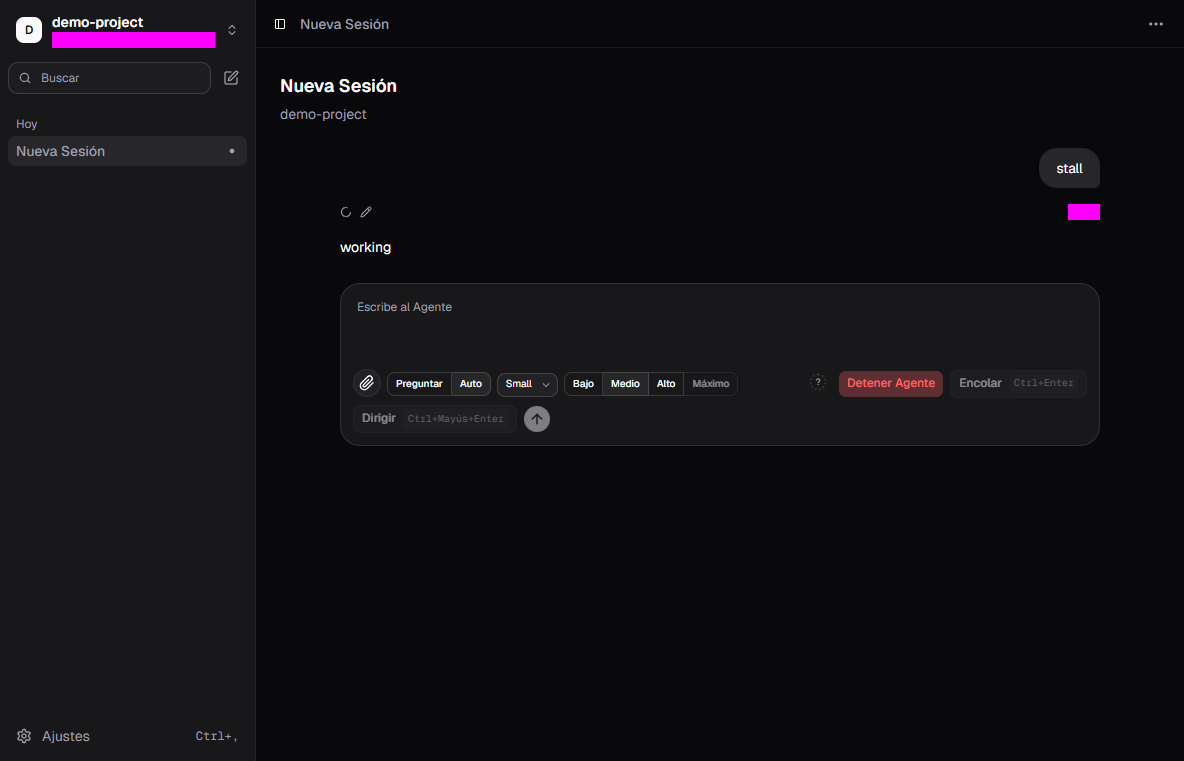 D
demo-project
Buscar
Hoy
Nueva Sesión
Ajustes
Ctrl+,
Nueva Sesión
Nueva Sesión
demo-project
stall
working
Escribe al Agente
Preguntar Auto Small Bajo Medio Alto Máximo ? Detener Agente Encolar Ctrl+Enter
Dirigir Ctrl+Mayús+Enter